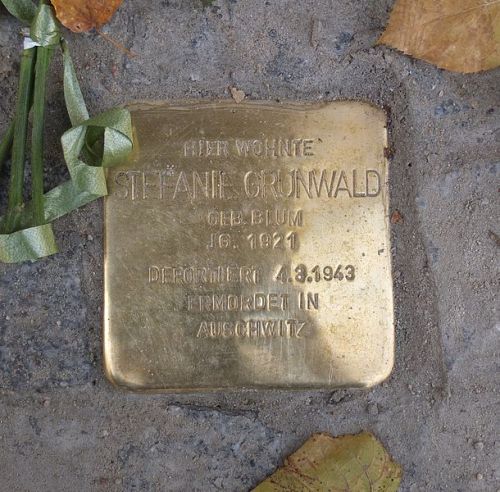 HIER WOHNTE
STEFANIE GRÜNWALD
GEB. BLUM
JG. 1921
DEPORTIERT 4.3.1943
ERMORDET IN
AUSCHWITZ